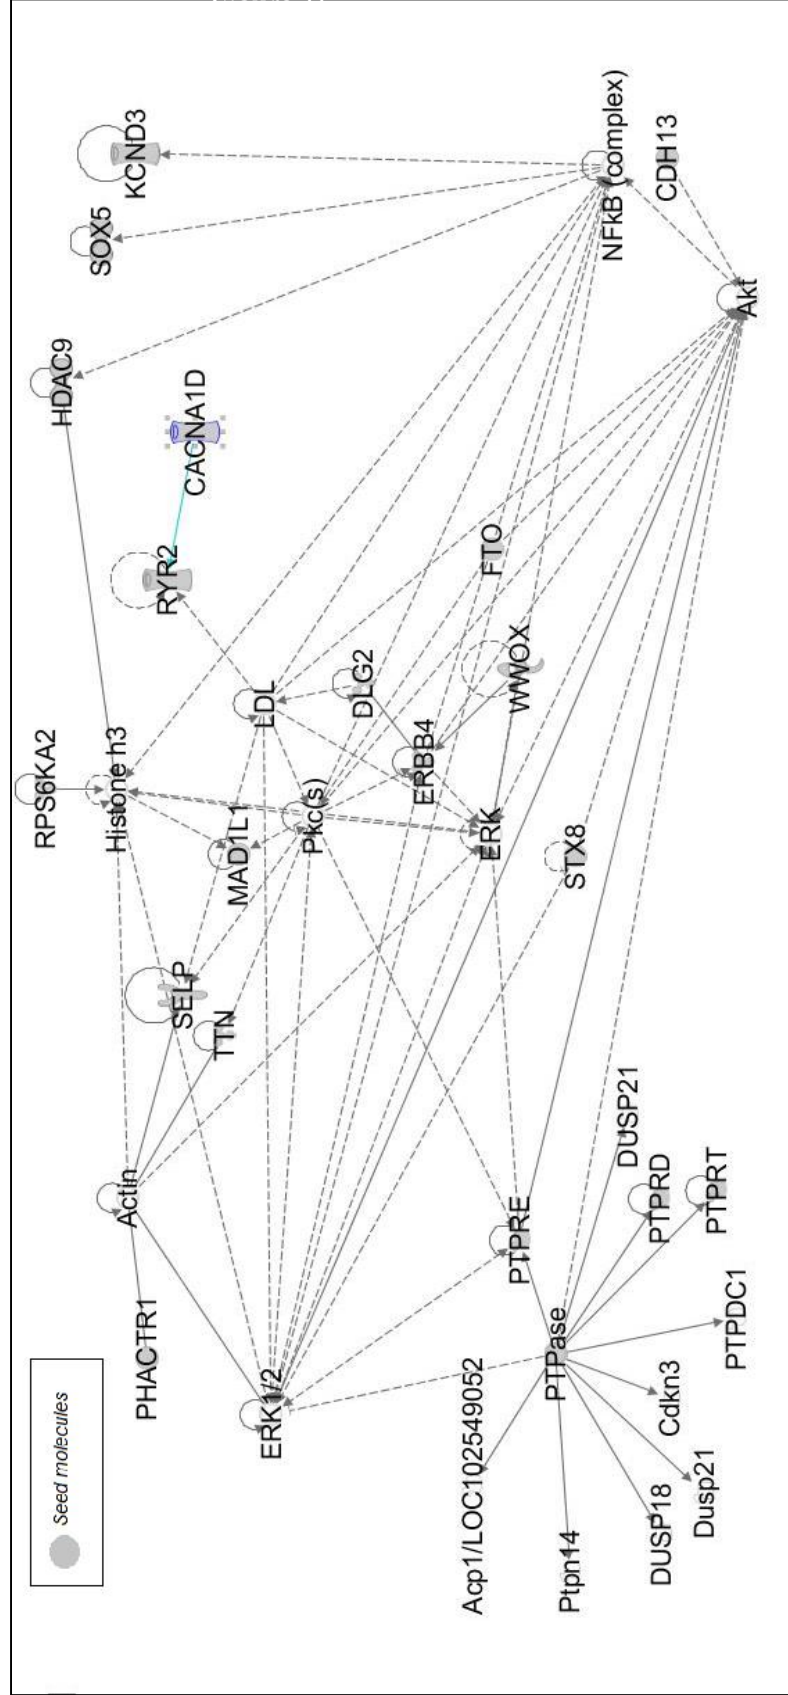 Seed molecules
RPS6KA2
HDAC9
SOX5
Histone h3
Actin
KCND3
PHACTR1
RYR2
SELP
CACNA1D
TTN
MAD1L1
LDL
ERK1/2
Pkc(s)
DLG2
ERBB4
Acp1/LOC102549052
ERK
FTO
PTPRE
WWOX
PTPase
Ptpn14
STX8
NFkB (complex)
DUSP21
DUSP18
PTPRD
CDH13
Cdkn3
Dusp21
PTPRT
PTPDC1
Akt